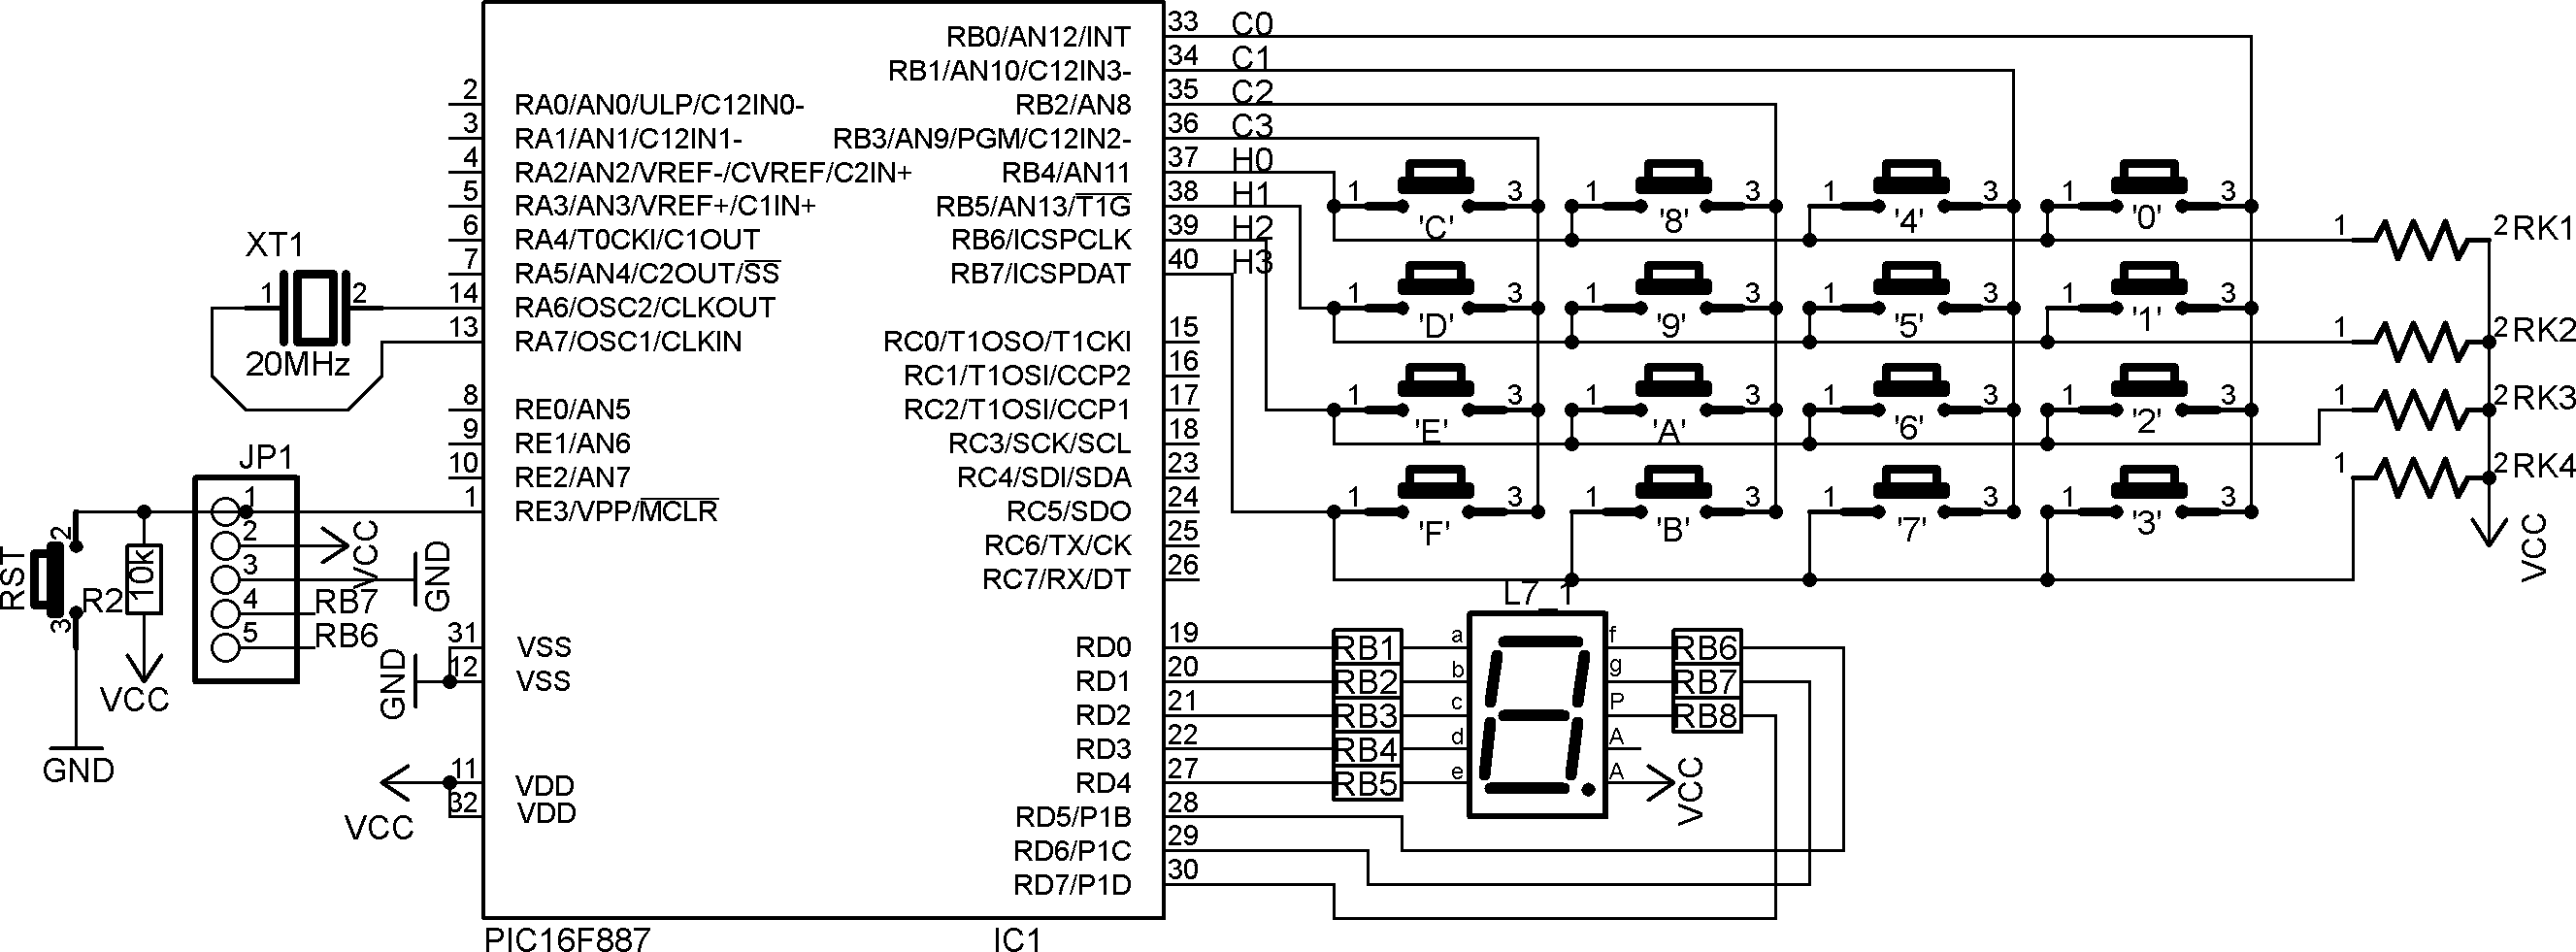 33 C0
RB0/AN12/INT
34 C1
RB1/AN10/C12IN3-
2 RA0/AN0/ULP/C12IN0- RB2/AN8 35 C2
3 RA1/AN1/C12IN1- RB3/AN9/PGM/C12IN2- 36 C3
4 RA2/AN2/VREF-/CVREF/C2IN+ RB4/AN11 37 H0
5 RA3/AN3/VREF+/C1IN+ RB5/AN13/T1G 38 H1
1 3 1 3 1 3 1 3
'C' '8' '4' '0'
6 RA4/T0CKI/C1OUT RB6/ICSPCLK 39 H2
1 2 RK1
XT1
7 RA5/AN4/C2OUT/SS RB7/ICSPDAT 40 H3
1 2
14 RA6/OSC2/CLKOUT
1 3 1 3 1 3 1 3
'D' '9' '5' '1'
13 RA7/OSC1/CLKIN RC0/T1OSO/T1CKI 15
1 2 RK2
20MHz
RC1/T1OSI/CCP2 16
8 RE0/AN5 RC2/T1OSI/CCP1 17
1 3 1 3 1 3 1 3
'E' 'A' '6' '2'
1 2 RK3
9 RE1/AN6 RC3/SCK/SCL 18
JP1
10 RE2/AN7 RC4/SDI/SDA 23
1 2 RK4
1 RE3/VPP/MCLR RC5/SDO 24
1 3 1 3 1 3 1 3
'F' 'B' '7' '3'
1
2 VCC
3 GND
4 RB7
5 RB6
RC6/TX/CK 25
RC7/RX/DT 26
VCC
RST
2
3
R2
10k
VCC
GND
L7 1
31 VSS RD0 19 RB1 a f RB6
GND
12 VSS RD1 20 RB2 b g RB7
RD2 21 RB3 c P RB8
RD3 22 RB4 d A
11 VDD RD4 27 RB5 e A VCC
32 VDD RD5/P1B 28
VCC
RD6/P1C 29
RD7/P1D 30
PIC16F887 IC1